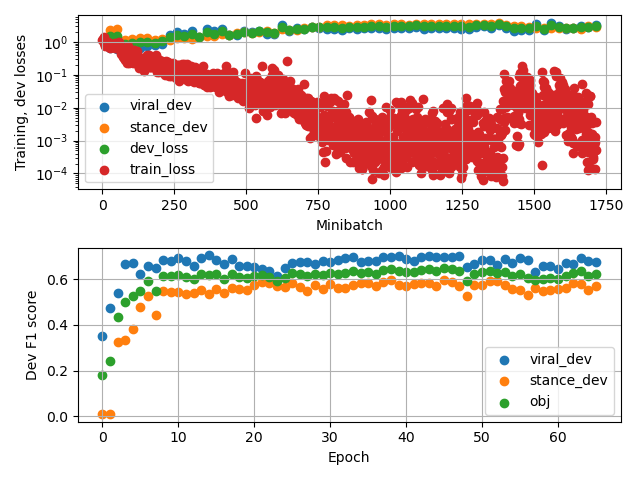 Training, dev losses
10⁰
10⁻¹
10⁻²
10⁻³
10⁻⁴
viral_dev
stance_dev
dev_loss
train_loss
0 250 500 750 1000 1250 1500 1750
Minibatch
Dev F1 score
0.6
0.4
0.2
0.0
viral_dev
stance_dev
obj
0 10 20 30 40 50 60
Epoch